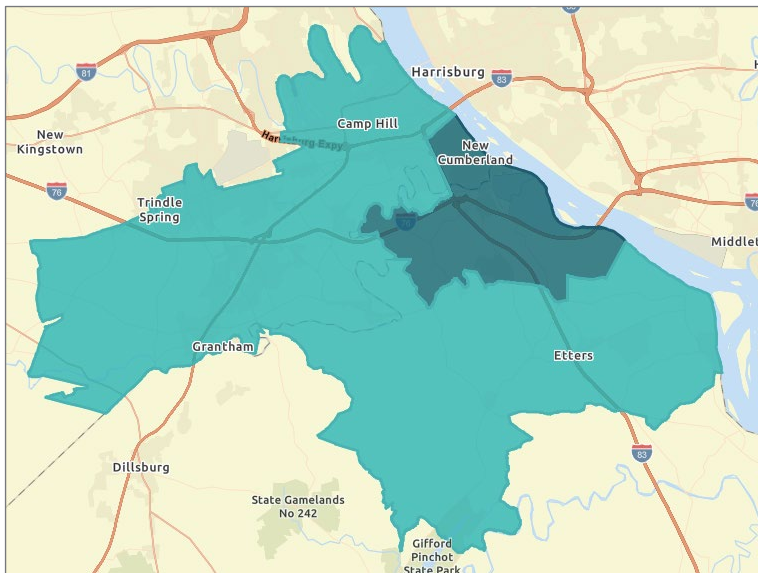 Harrisburg
83
81
Camp Hill
Harrisburg Expy
New
Kingstown
New
Cumberland
76
Trindle
Spring
76
Middlet
Grantham
Etters
83
Dillsburg
State Gamelands
No 242
Gifford
Pinchot
State Park